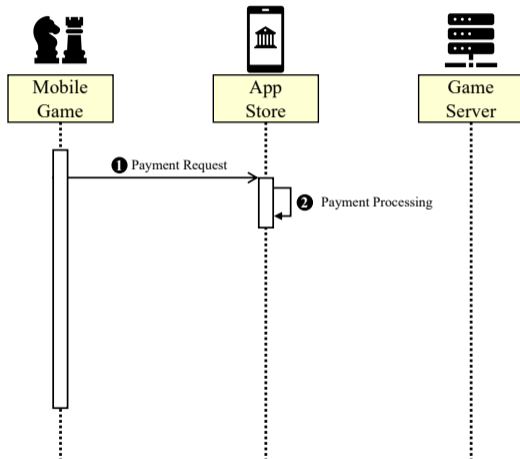 Mobile
Game
App
Store
Game
Server
❶ Payment Request
❷ Payment Processing